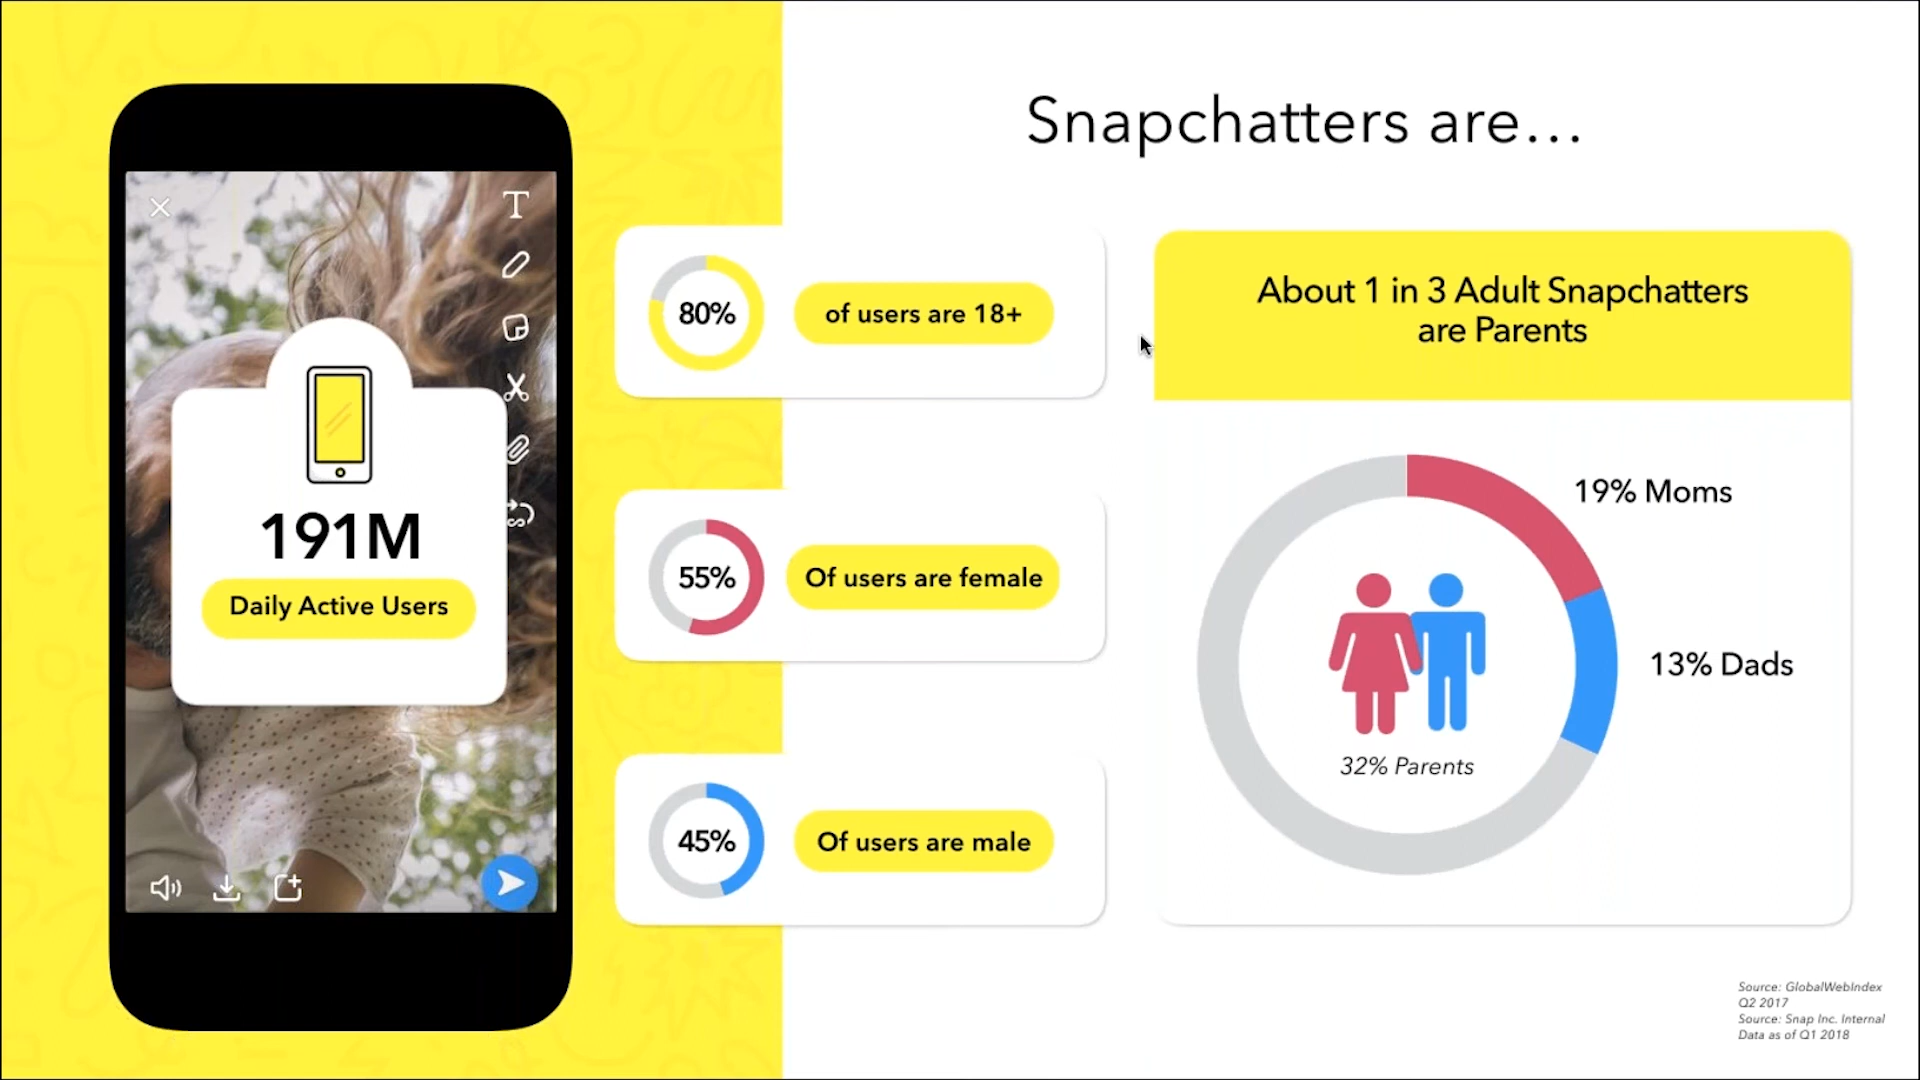 Snapchatters are...
T
191M
Daily Active Users
80%
of users are 18+
55%
Of users are female
45%
Of users are male
About 1 in 3 Adult Snapchatters
are Parents
19% Moms
13% Dads
32% Parents
Source: GlobalWebIndex
Q2 2017
Source: Snap Inc. Internal
Data as of Q1 2018